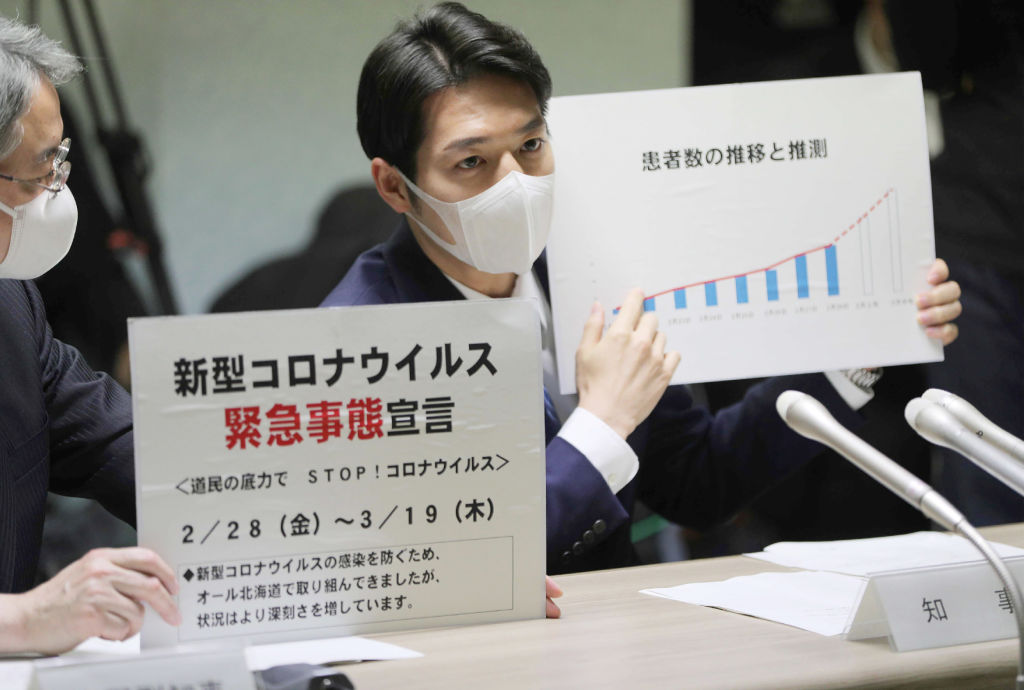 患者数の推移と推測
新型コロナウイルス
緊急事態宣言
＜道民の底力で　ＳＴＯＰ！コロナウイルス＞
２／２８（金）～３／１９（木）
◆新型コロナウイルスの感染を防ぐため、
オール北海道で取り組んできましたが、
状況はより深刻さを増しています。
知　事